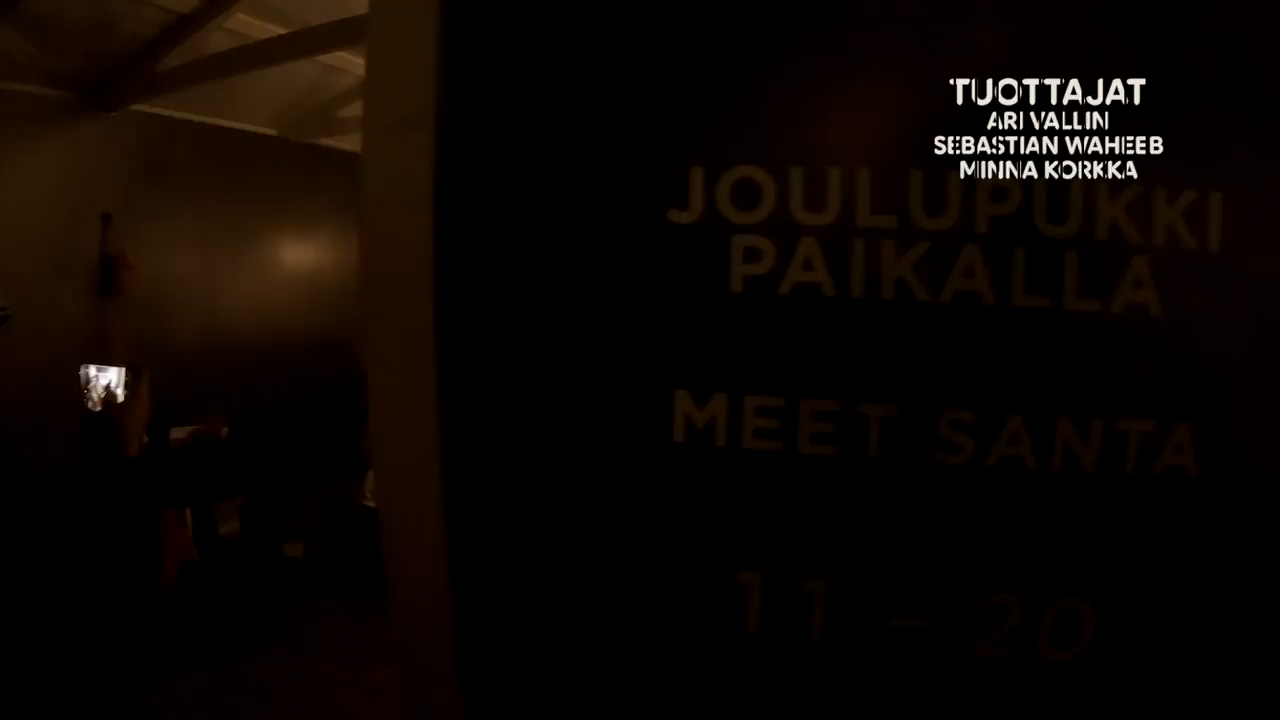 TUOTTAJAT
ARI VALLIN
SEBASTIAN WAHEEB
MINNA KORKKA
JOULUPUKKI
PAIKALLA
MEET SANTA
11 - 20